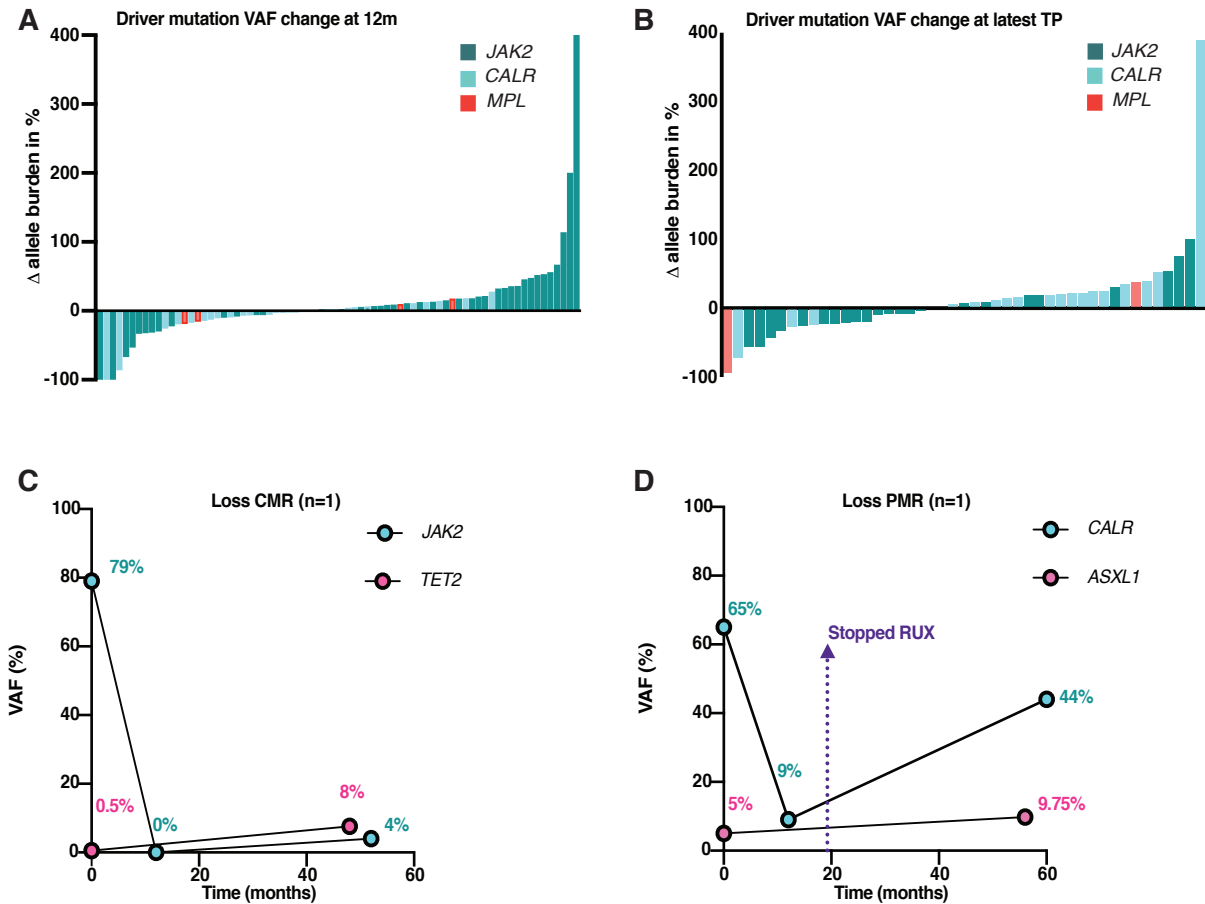 A
Driver mutation VAF change at 12m
Δ allele burden in %
400
300
200
100
0
-100
JAK2
CALR
MPL
B
Driver mutation VAF change at latest TP
Δ allele burden in %
400
300
200
100
0
-100
JAK2
CALR
MPL
C
Loss CMR (n=1)
VAF (%)
100
80
60
40
20
0
JAK2
TET2
79%
0.5%
0%
8%
4%
0
20
40
60
Time (months)
D
Loss PMR (n=1)
VAF (%)
100
80
60
40
20
0
CALR
ASXL1
65%
Stopped RUX
44%
9%
5%
9.75%
0
20
40
60
Time (months)